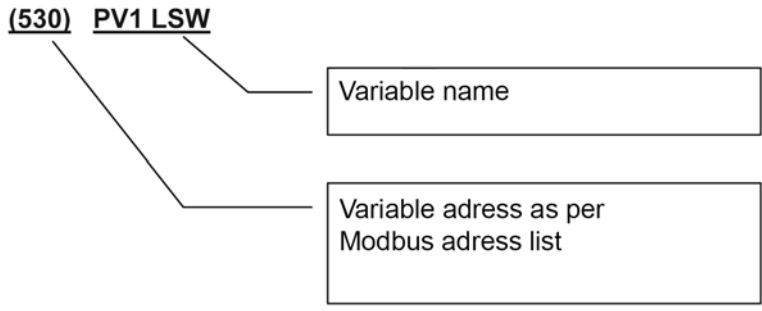 (530) PV1 LSW
Variable name
Variable adress as per
Modbus adress list